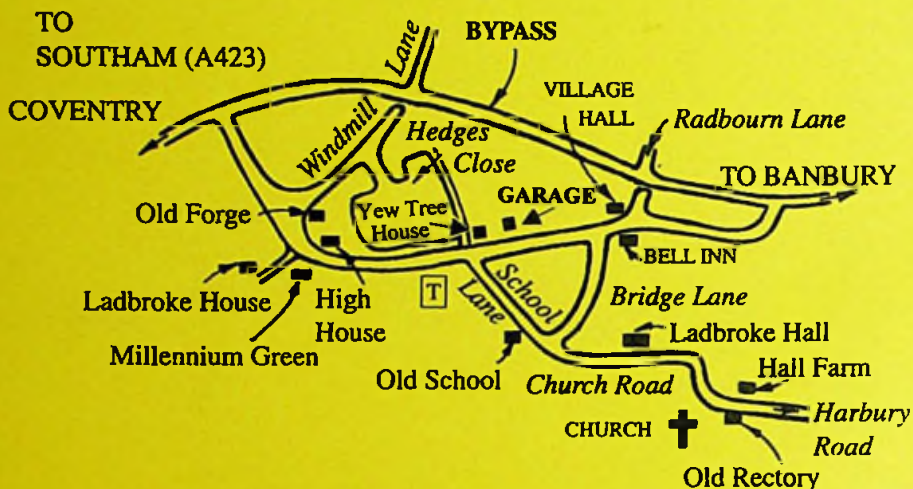 TO
SOUTHAM (A423)
COVENTRY
Lane
BYPASS
VILLAGE
HALL
Radbourn Lane
Windmill
Hedges
Close
TO BANBURY
GARAGE
Old Forge
Yew Tree
House
BELL INN
School
Lane
Bridge Lane
T
Ladbroke House
High
House
Millennium Green
Ladbroke Hall
Hall Farm
Old School
Church Road
Harbury
Road
CHURCH
Old Rectory